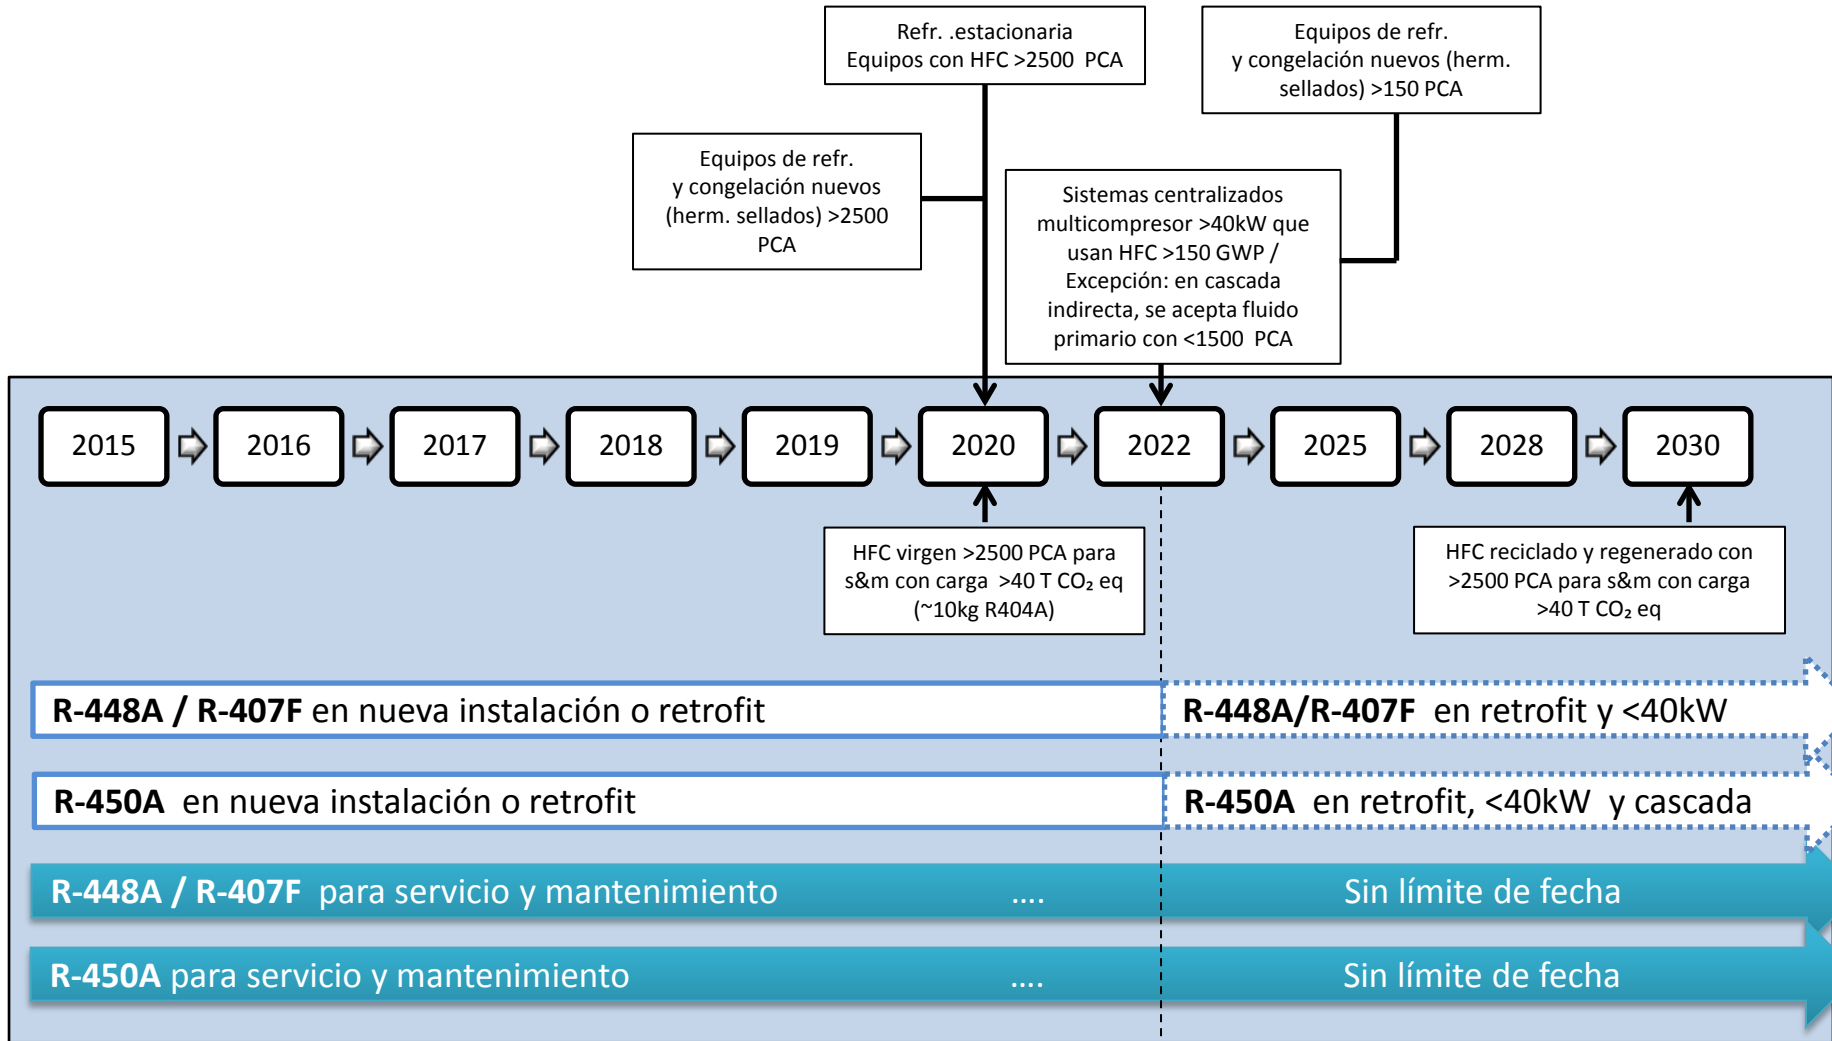 Refr. .estacionaria
Equipos con HFC >2500 PCA
Equipos de refr.
y congelación nuevos (herm.
sellados) >150 PCA
Equipos de refr.
y congelación nuevos
(herm. sellados) >2500
PCA
Sistemas centralizados
multicompresor >40kW que
usan HFC >150 GWP /
Excepción: en cascada
indirecta, se acepta fluido
primario con <1500 PCA
2015
2016
2017
2018
2019
2020
2022
2025
2028
2030
HFC virgen >2500 PCA para
s&m con carga >40 T CO₂ eq
(~10kg R404A)
HFC reciclado y regenerado con
>2500 PCA para s&m con carga
>40 T CO₂ eq
R-448A / R-407F en nueva instalación o retrofit
R-448A/R-407F en retrofit y <40kW
R-450A en nueva instalación o retrofit
R-450A en retrofit, <40kW y cascada
R-448A / R-407F para servicio y mantenimiento .... Sin límite de fecha
R-450A para servicio y mantenimiento .... Sin límite de fecha